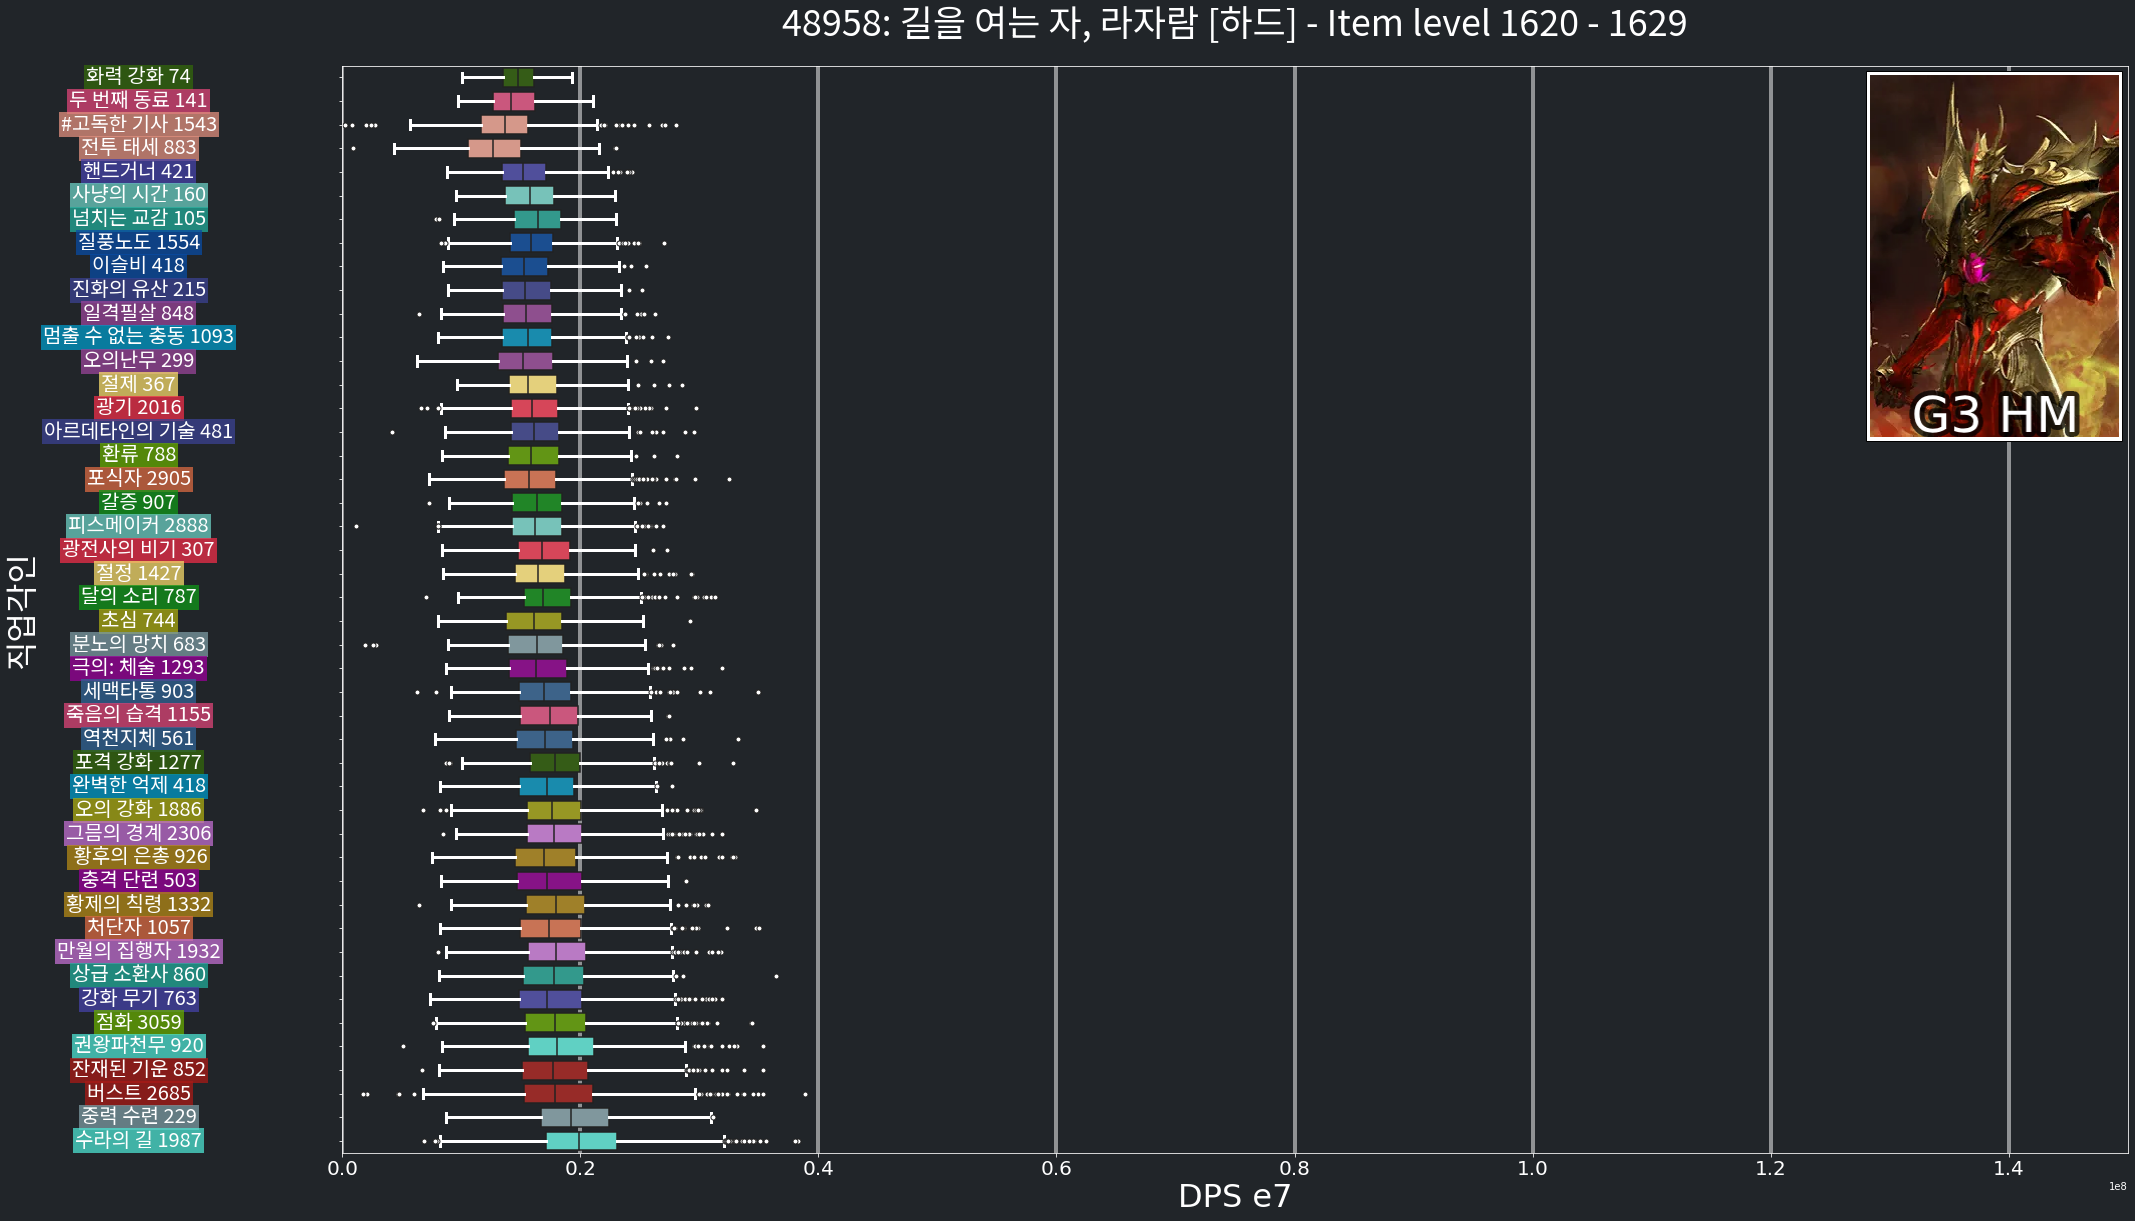 48958: 길을 여는 자, 라자람 [하드] - Item level 1620 - 1629
화력 강화 74
두 번째 동료 141
#고독한 기사 1543
전투 태세 883
핸드거너 421
사냥의 시간 160
넘치는 교감 105
질풍노도 1554
이슬비 418
진화의 유산 215
일격필살 848
멈출 수 없는 충동 1093
오의난무 299
절제 367
광기 2016
아르데타인의 기술 481
환류 788
포식자 2905
갈증 907
피스메이커 2888
광전사의 비기 307
절정 1427
달의 소리 787
초심 744
분노의 망치 683
극의: 체술 1293
세맥타통 903
죽음의 습격 1155
역천지체 561
포격 강화 1277
완벽한 억제 418
오의 강화 1886
그믐의 경계 2306
황후의 은총 926
충격 단련 503
황제의 칙령 1332
처단자 1057
만월의 집행자 1932
상급 소환사 860
강화 무기 763
점화 3059
권왕파천무 920
잔재된 기운 852
버스트 2685
중력 수련 229
수라의 길 1987
직업각인
G3 HM
0.0 0.2 0.4 0.6 0.8 1.0 1.2 1.4
1e8
DPS e7